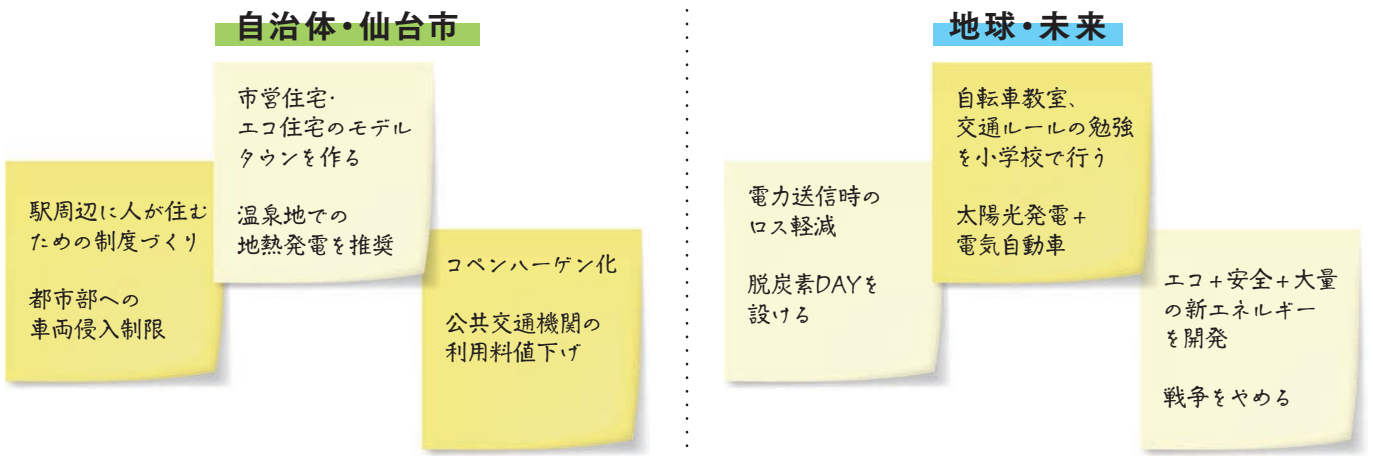 自治体・仙台市
駅周辺に人が住む
ための制度づくり
都市部への
車両侵入制限
市営住宅・
エコ住宅のモデル
タウンを作る
温泉地での
地熱発電を推奨
コペンハーゲン化
公共交通機関の
利用料値下げ
地球・未来
電力送信時の
ロス軽減
脱炭素DAYを
設ける
自転車教室、
交通ルールの勉強
を小学校で行う
太陽光発電+
電気自動車
エコ+安全+大量
の新エネルギー
を開発
戦争をやめる